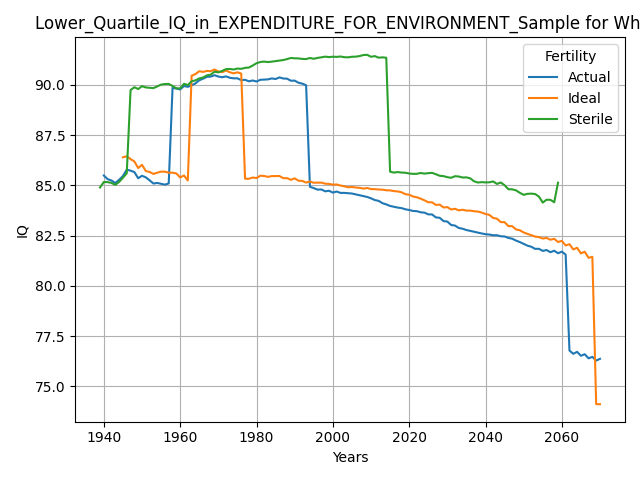 Lower_Quartile_IQ_in_EXPENDITURE_FOR_ENVIRONMENT_Sample for Wh
Fertility
Actual
Ideal
Sterile
90.0
87.5
85.0
82.5
80.0
77.5
75.0
IQ
1940 1960 1980 2000 2020 2040 2060
Years